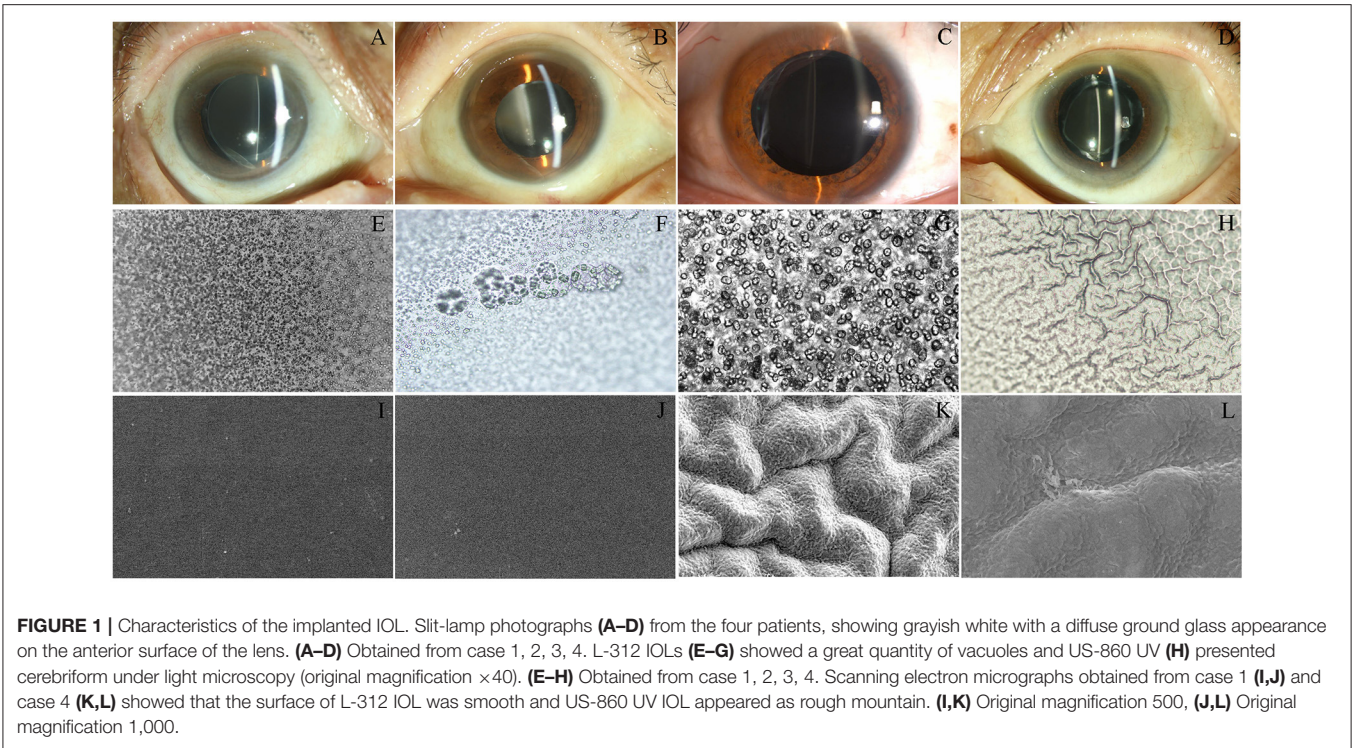 A
B
C
D
E
F
G
H
I
J
K
L
FIGURE 1 | Characteristics of the implanted IOL. Slit-lamp photographs (A–D) from the four patients, showing grayish white with a diffuse ground glass appearance
on the anterior surface of the lens. (A–D) Obtained from case 1, 2, 3, 4. L-312 IOLs (E–G) showed a great quantity of vacuoles and US-860 UV (H) presented
cerebriform under light microscopy (original magnification ×40). (E–H) Obtained from case 1, 2, 3, 4. Scanning electron micrographs obtained from case 1 (I,J) and
case 4 (K,L) showed that the surface of L-312 IOL was smooth and US-860 UV IOL appeared as rough mountain. (I,K) Original magnification 500, (J,L) Original
magnification 1,000.